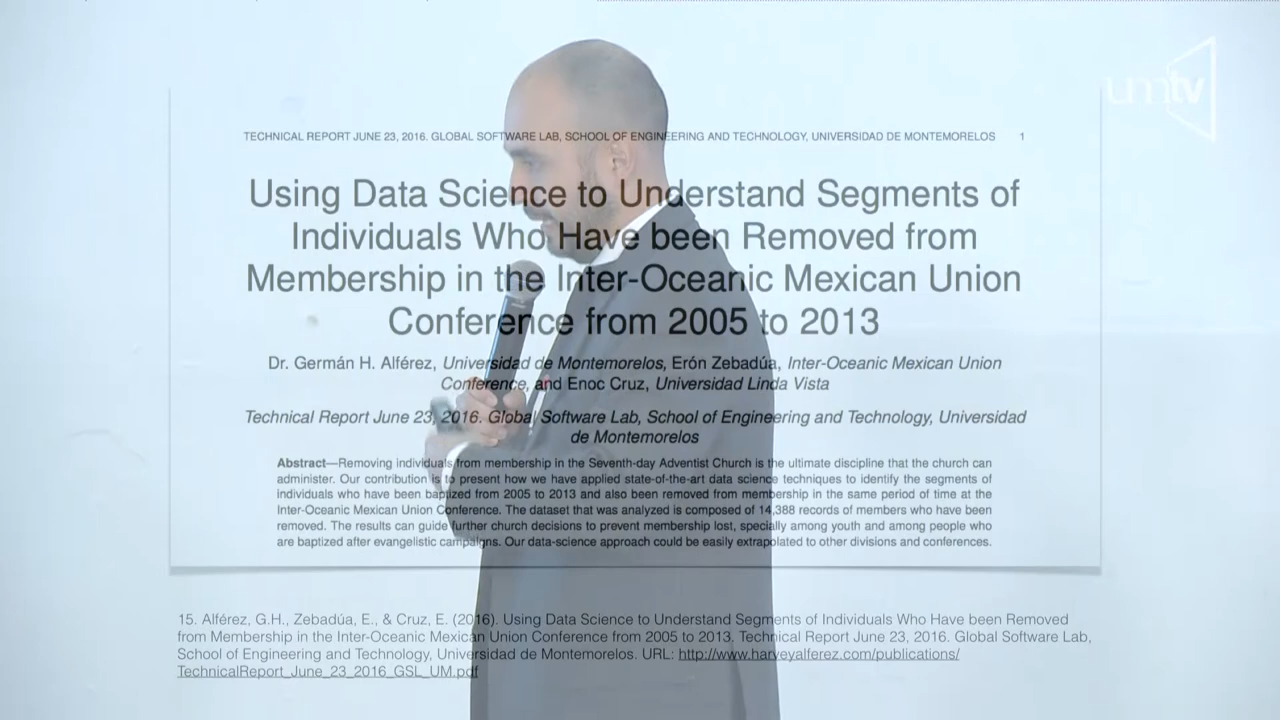 umtv
TECHNICAL REPORT JUNE 23, 2016. GLOBAL SOFTWARE LAB, SCHOOL OF ENGINEERING AND TECHNOLOGY, UNIVERSIDAD DE MONTEMORELOS 1
Using Data Science to Understand Segments of
Individuals Who Have been Removed from
Membership in the Inter-Oceanic Mexican Union
Conference from 2005 to 2013
Dr. Germán H. Alférez, Universidad de Montemorelos, Erón Zebadúa, Inter-Oceanic Mexican Union
Conference, and Enoc Cruz, Universidad Linda Vista
Technical Report June 23, 2016. Global Software Lab, School of Engineering and Technology, Universidad
de Montemorelos
Abstract—Removing individuals from membership in the Seventh-day Adventist Church is the ultimate discipline that the church can
administer. Our contribution is to present how we have applied state-of-the-art data science techniques to identify the segments of
individuals who have been baptized from 2005 to 2013 and also been removed from membership in the same period of time at the
Inter-Oceanic Mexican Union Conference. The dataset that was analyzed is composed of 14,388 records of members who have been
removed. The results can guide further church decisions to prevent membership lost, specially among youth and among people who
are baptized after evangelistic campaigns. Our data-science approach could be easily extrapolated to other divisions and conferences.
15. Alférez, G.H., Zebadúa, E., & Cruz, E. (2016). Using Data Science to Understand Segments of Individuals Who Have been Removed
from Membership in the Inter-Oceanic Mexican Union Conference from 2005 to 2013. Technical Report June 23, 2016. Global Software Lab,
School of Engineering and Technology, Universidad de Montemorelos. URL: http://www.harveyalferez.com/publications/
TechnicalReport_June_23_2016_GSL_UM.pdf